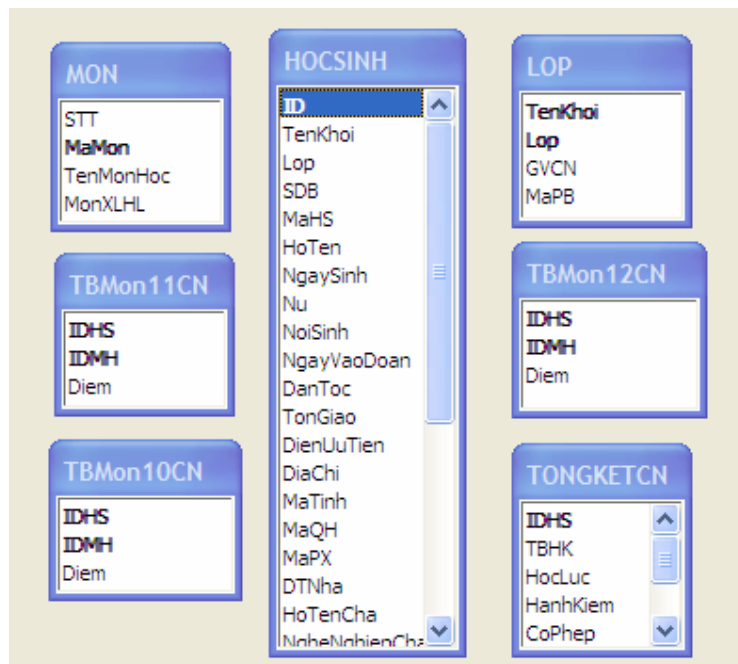 MON
STT
MaMon
TenMonHoc
MonXLHL
TBMon11CN
IDHS
IDMH
Diem
TBMon10CN
IDHS
IDMH
Diem
HOCSINH
ID
TenKhoi
Lop
SDB
MaHS
HoTen
NgaySinh
Nu
NoiSinh
NgayVaoDoan
DanToc
TonGiao
DienUuTien
DiaChi
MaTinh
MaQH
MaPX
DTNha
HoTenCha
NgheNghienCha
LOP
TenKhoi
Lop
GVCN
MaPB
TBMon12CN
IDHS
IDMH
Diem
TONGKETCN
IDHS
TBHK
HocLuc
HanhKiem
CoPhep